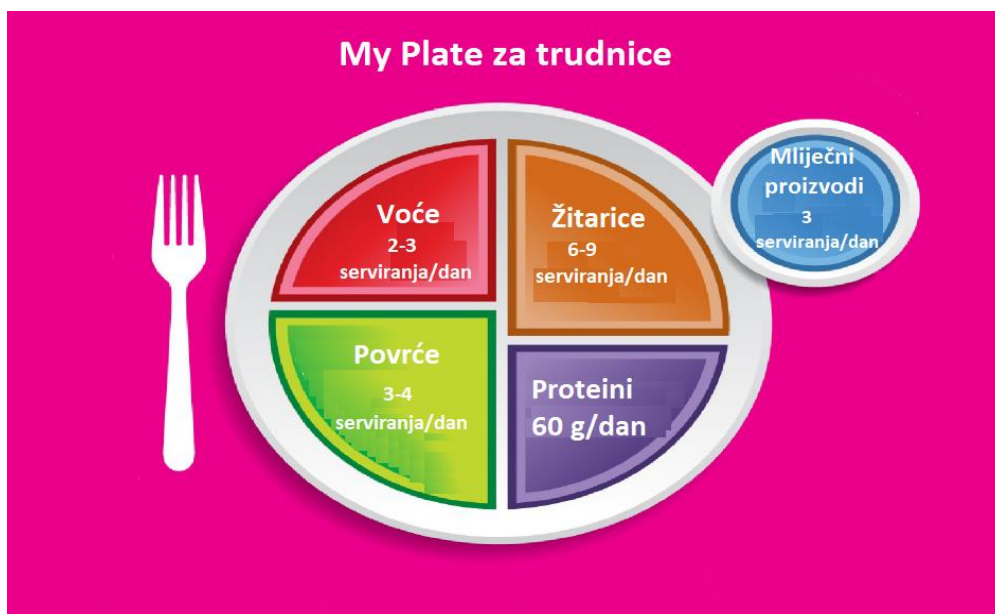 My Plate za trudnice
Voće
2-3
serviranja/dan
Žitarice
6-9
serviranja/dan
Mliječni
proizvodi
3
serviranja/dan
Povrće
3-4
serviranja/dan
Proteini
60 g/dan